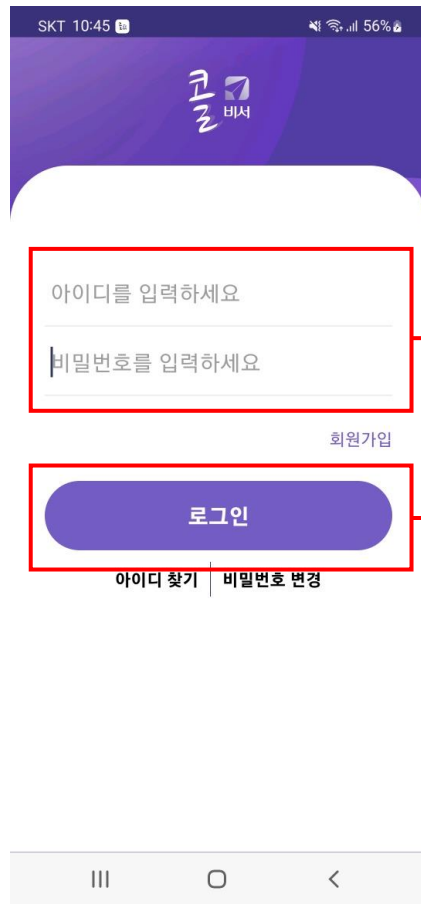 SKT 10:45
56%
콜 비서
아이디를 입력하세요
비밀번호를 입력하세요
회원가입
로그인
아이디 찾기 비밀번호 변경